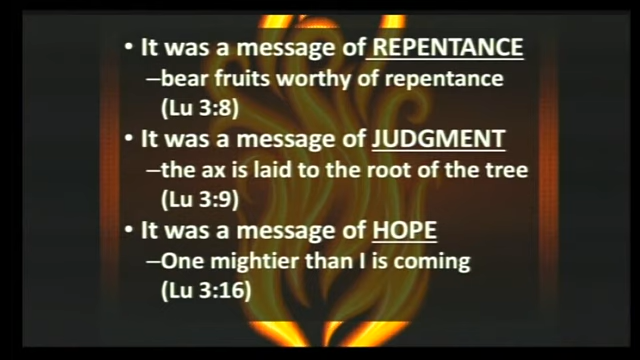 • It was a message of REPENTANCE
–bear fruits worthy of repentance
(Lu 3:8)
• It was a message of JUDGMENT
–the ax is laid to the root of the tree
(Lu 3:9)
• It was a message of HOPE
–One mightier than I is coming
(Lu 3:16)